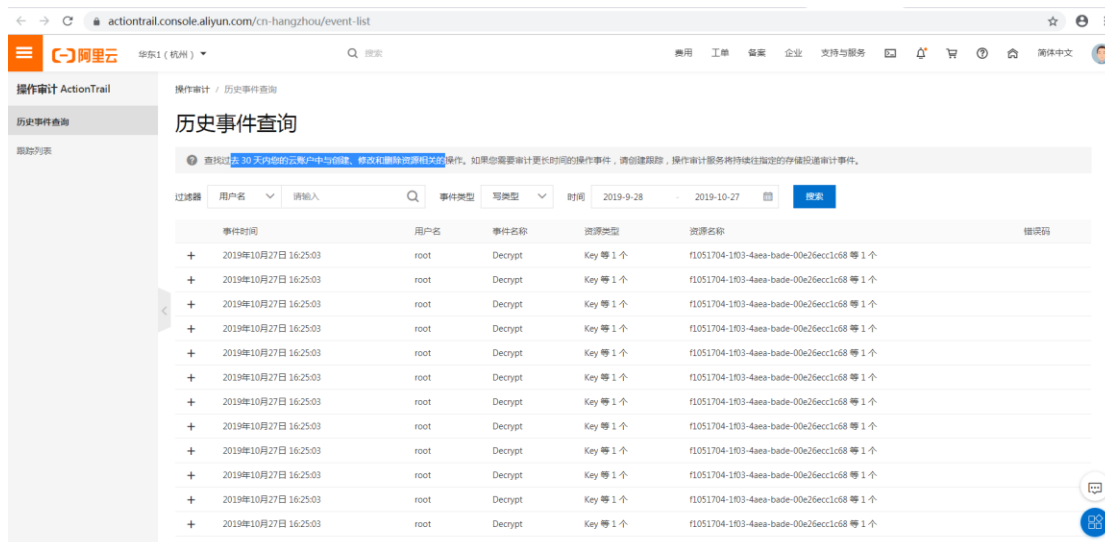 actiontrail.console.aliyun.com/cn-hangzhou/event-list
阿里云 华东1（杭州） 搜索 费用 工单 备案 企业 支持与服务 简体中文
操作审计 ActionTrail
历史事件查询
跟踪列表
操作审计 / 历史事件查询
历史事件查询
查找过去 30 天内您的云账户中与创建、修改和删除资源相关的操作。如果您需要审计更长时间的操作事件，请创建跟踪，操作审计服务将持续往指定的存储投递审计事件。
过滤器 用户名 请输入 事件类型 写类型 时间 2019-9-28 - 2019-10-27 搜索
事件时间 用户名 事件名称 资源类型 资源名称 错误码
+ 2019年10月27日 16:25:03 root Decrypt Key 等 1 个 f1051704-1f03-4aea-bade-00e26ecc1c68 等 1 个
+ 2019年10月27日 16:25:03 root Decrypt Key 等 1 个 f1051704-1f03-4aea-bade-00e26ecc1c68 等 1 个
+ 2019年10月27日 16:25:03 root Decrypt Key 等 1 个 f1051704-1f03-4aea-bade-00e26ecc1c68 等 1 个
+ 2019年10月27日 16:25:03 root Decrypt Key 等 1 个 f1051704-1f03-4aea-bade-00e26ecc1c68 等 1 个
+ 2019年10月27日 16:25:03 root Decrypt Key 等 1 个 f1051704-1f03-4aea-bade-00e26ecc1c68 等 1 个
+ 2019年10月27日 16:25:03 root Decrypt Key 等 1 个 f1051704-1f03-4aea-bade-00e26ecc1c68 等 1 个
+ 2019年10月27日 16:25:03 root Decrypt Key 等 1 个 f1051704-1f03-4aea-bade-00e26ecc1c68 等 1 个
+ 2019年10月27日 16:25:03 root Decrypt Key 等 1 个 f1051704-1f03-4aea-bade-00e26ecc1c68 等 1 个
+ 2019年10月27日 16:25:03 root Decrypt Key 等 1 个 f1051704-1f03-4aea-bade-00e26ecc1c68 等 1 个
+ 2019年10月27日 16:25:03 root Decrypt Key 等 1 个 f1051704-1f03-4aea-bade-00e26ecc1c68 等 1 个
+ 2019年10月27日 16:25:03 root Decrypt Key 等 1 个 f1051704-1f03-4aea-bade-00e26ecc1c68 等 1 个
+ 2019年10月27日 16:25:03 root Decrypt Key 等 1 个 f1051704-1f03-4aea-bade-00e26ecc1c68 等 1 个